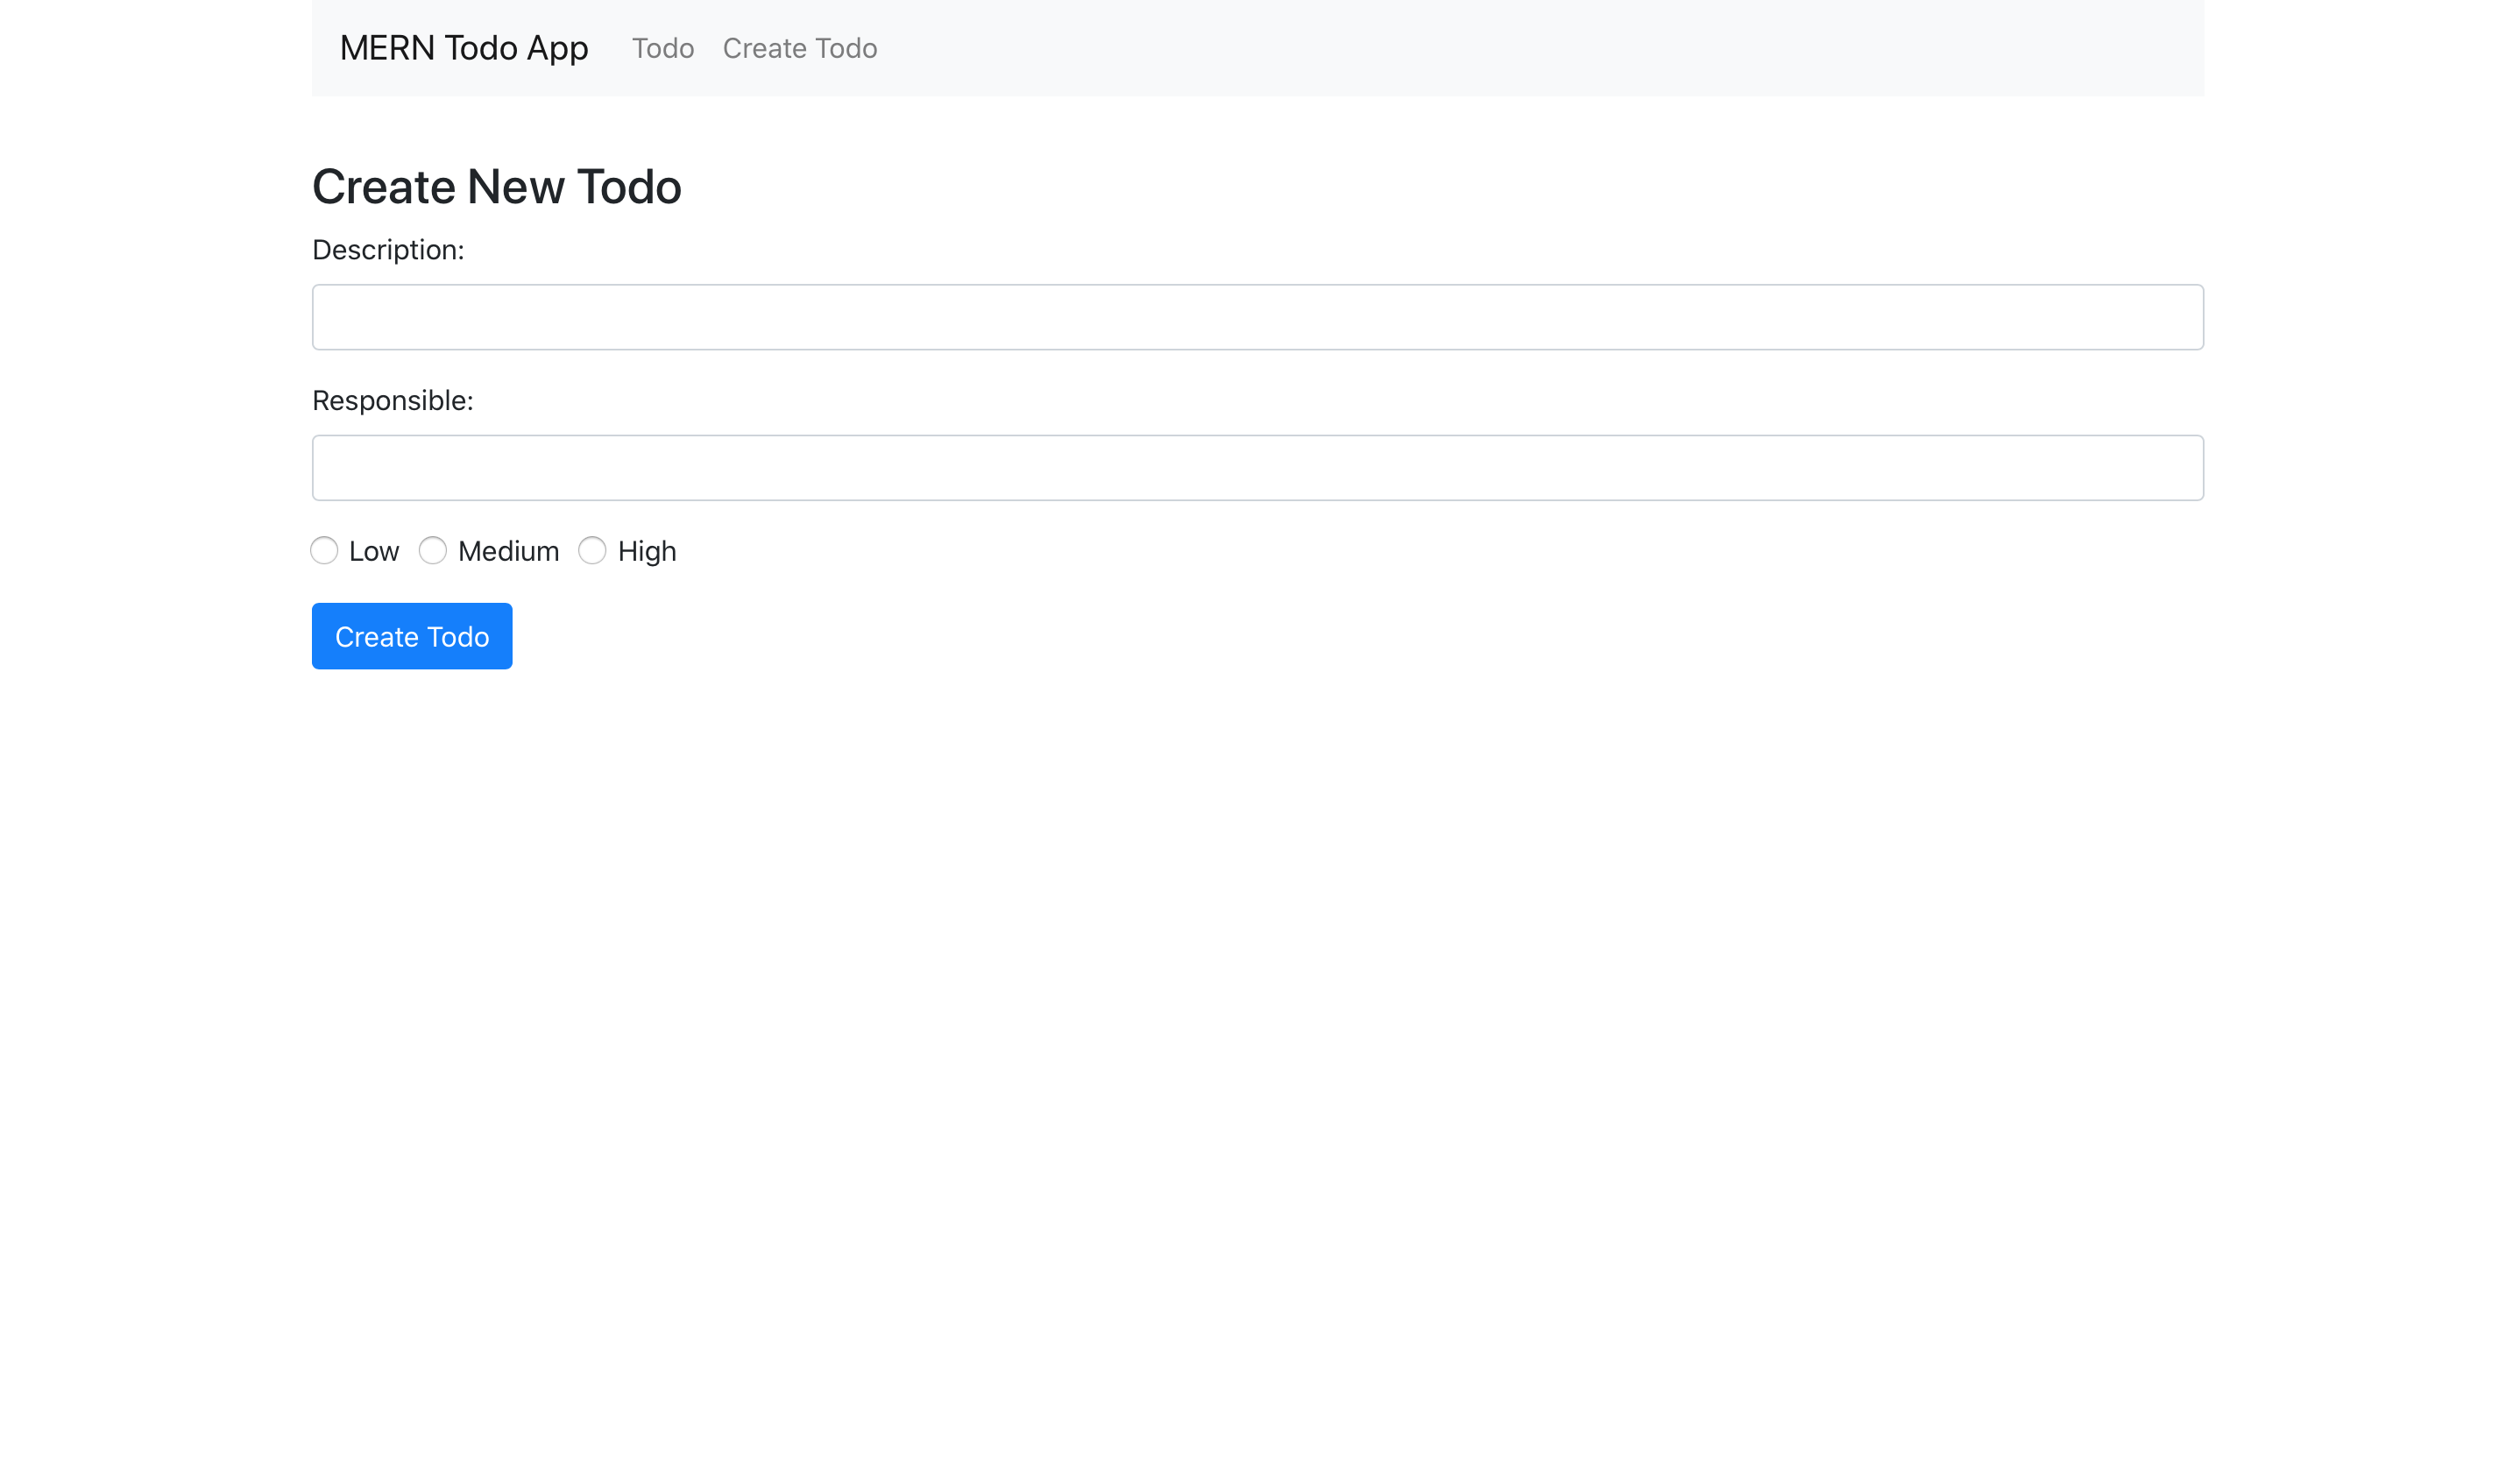 MERN Todo App Todo Create Todo
Create New Todo
Description:
Responsible:
Low Medium High
Create Todo